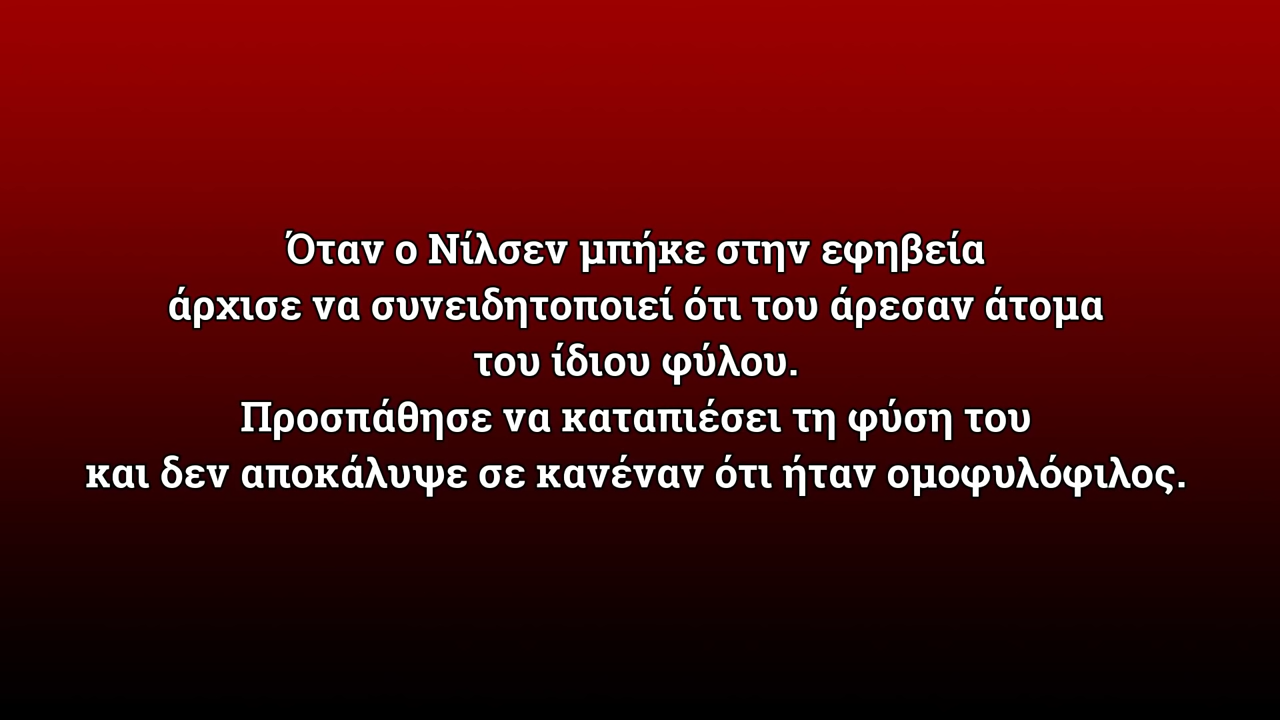 Όταν ο Νίλσεν μπήκε στην εφηβεία
άρχισε να συνειδητοποιεί ότι του άρεσαν άτομα
του ίδιου φύλου.
Προσπάθησε να καταπιέσει τη φύση του
και δεν αποκάλυψε σε κανέναν ότι ήταν ομοφυλόφιλος.